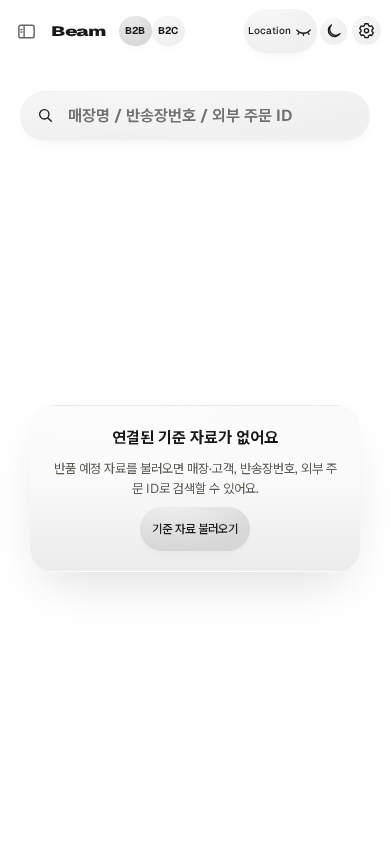 Beam
B2B
B2C
Location
매장명 / 반송장번호 / 외부 주문 ID
연결된 기준 자료가 없어요
반품 예정 자료를 불러오면 매장·고객, 반송장번호, 외부 주
문 ID로 검색할 수 있어요.
기준 자료 불러오기